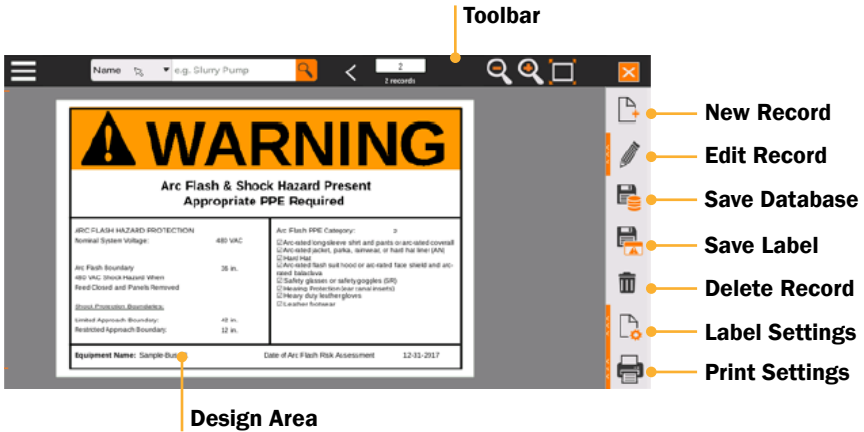 Toolbar
Name e.g. Slurry Pump
2
2 records
WARNING
Arc Flash & Shock Hazard Present
Appropriate PPE Required
ARC FLASH HAZARD PROTECTION
Nominal System Voltage: 480 VAC
Arc Flash Boundary 36 in.
480 VAC Shock Hazard When
Feed Closed and Panels Removed
Shock Protection Boundaries:
Limited Approach Boundary: 42 in.
Restricted Approach Boundary: 12 in.
Arc Flash PPE Category: 2
☑Arc-rated long-sleeve shirt and pants or arc-rated coverall
☑Arc-rated jacket, parka, rainwear, or hard hat liner (AN)
☑Hard Hat
☑Arc-rated flash suit hood or arc-rated face shield and arc-
rated balaclava
☑Safety glasses or safety goggles (SR)
☑Hearing Protection (ear canal inserts)
☑Heavy duty leather gloves
☑Leather footwear
Equipment Name: Sample-Bus Date of Arc Flash Risk Assessment 12-31-2017
New Record
Edit Record
Save Database
Save Label
Delete Record
Label Settings
Print Settings
Design Area